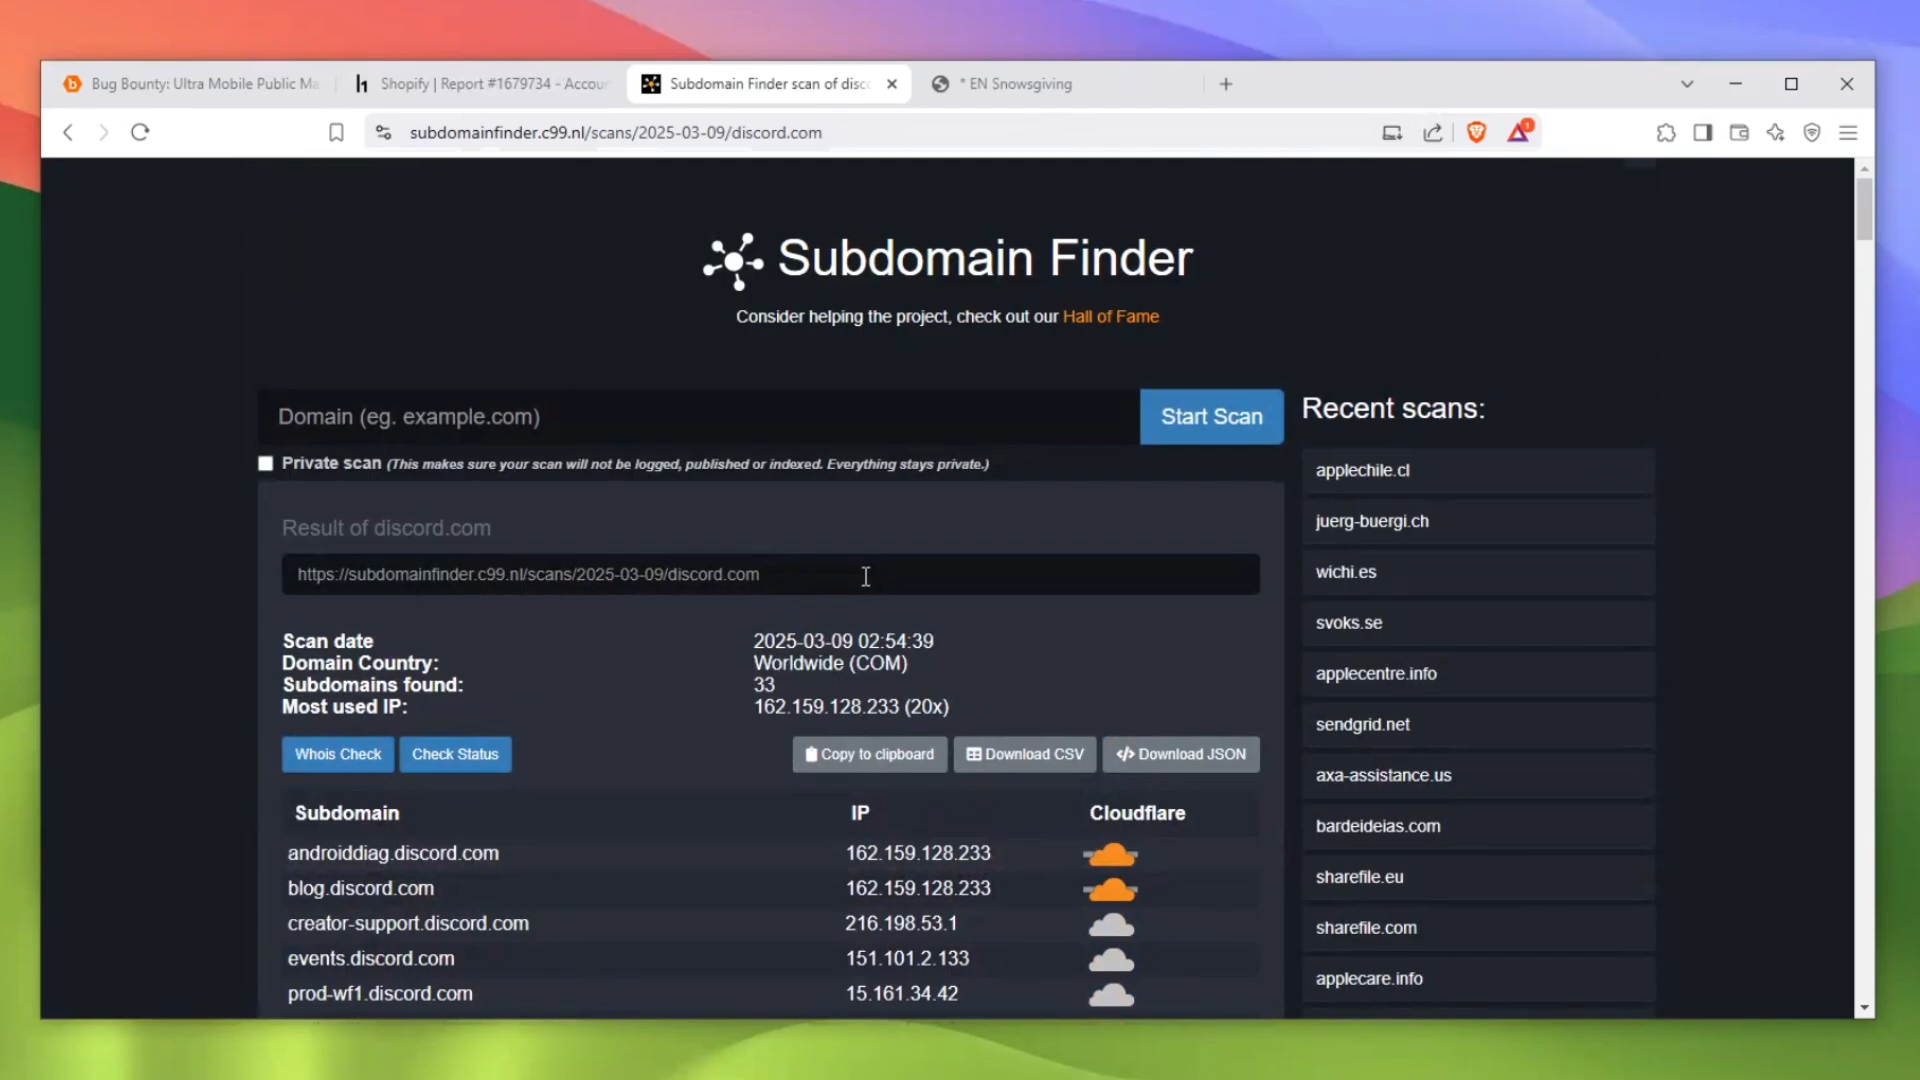 Bug Bounty: Ultra Mobile Public Ma
Shopify | Report #1679734 - Accour
Subdomain Finder scan of disco
* EN Snowsgiving
subdomainfinder.c99.nl/scans/2025-03-09/discord.com
1
Subdomain Finder
Consider helping the project, check out our Hall of Fame
Domain (eg. example.com)
Start Scan
Private scan (This makes sure your scan will not be logged, published or indexed. Everything stays private.)
Result of discord.com
https://subdomainfinder.c99.nl/scans/2025-03-09/discord.com
Scan date 2025-03-09 02:54:39
Domain Country: Worldwide (COM)
Subdomains found: 33
Most used IP: 162.159.128.233 (20x)
Whois Check
Check Status
Copy to clipboard
Download CSV
Download JSON
Subdomain IP Cloudflare
androiddiag.discord.com 162.159.128.233
blog.discord.com 162.159.128.233
creator-support.discord.com 216.198.53.1
events.discord.com 151.101.2.133
prod-wf1.discord.com 15.161.34.42
Recent scans:
applechile.cl
juerg-buergi.ch
wichi.es
svoks.se
applecentre.info
sendgrid.net
axa-assistance.us
bardeideias.com
sharefile.eu
sharefile.com
applecare.info